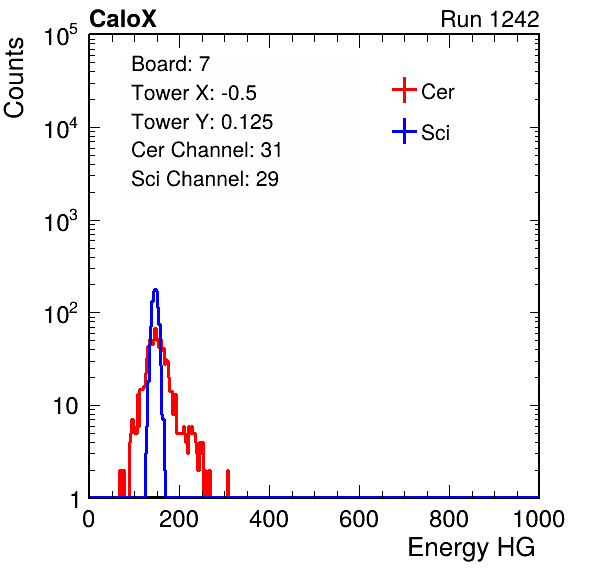 CaloX Run 1242
Counts
Board: 7
Tower X: -0.5
Tower Y: 0.125
Cer Channel: 31
Sci Channel: 29
Cer
Sci
10^5
10^4
10^3
10^2
10
1
0 200 400 600 800 1000
Energy HG